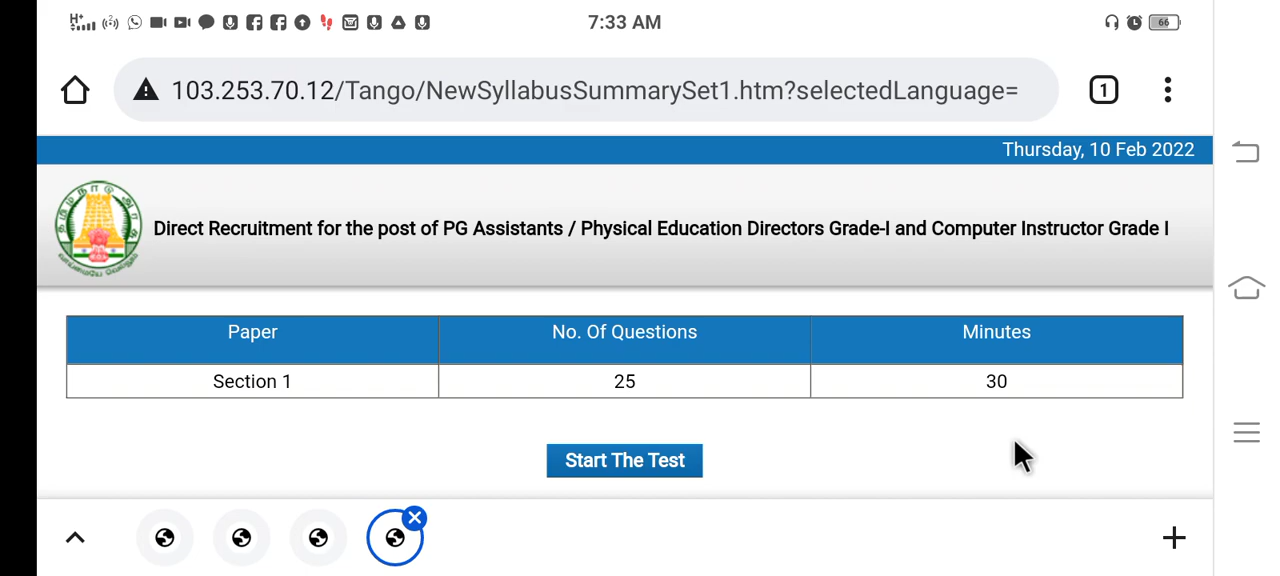 7:33 AM
66
103.253.70.12/Tango/NewSyllabusSummarySet1.htm?selectedLanguage=
1
Thursday, 10 Feb 2022
Direct Recruitment for the post of PG Assistants / Physical Education Directors Grade-I and Computer Instructor Grade I
Paper No. Of Questions Minutes
Section 1 25 30
Start The Test